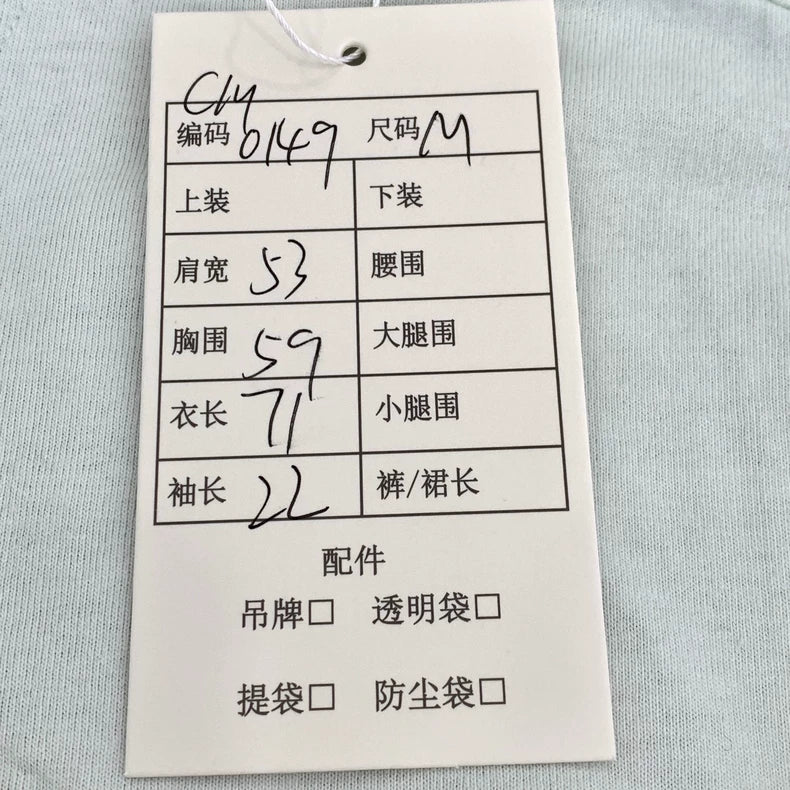 C14
编码 0149 尺码 M
上装 下装
肩宽 53 腰围
胸围 59 大腿围
衣长 71 小腿围
袖长 22 裤/裙长
配件
吊牌□ 透明袋□
提袋□ 防尘袋□